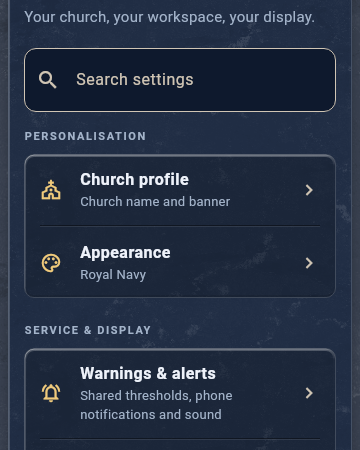 Your church, your workspace, your display.
Search settings
PERSONALISATION
Church profile
Church name and banner
Appearance
Royal Navy
SERVICE & DISPLAY
Warnings & alerts
Shared thresholds, phone
notifications and sound